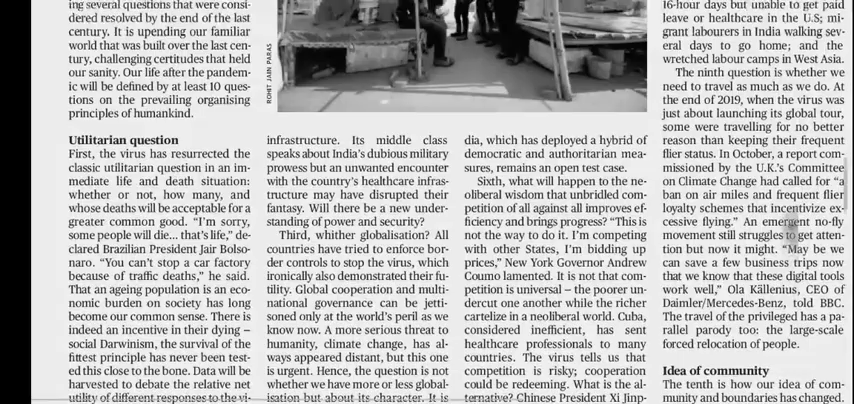 ing several questions that were consi-
dered resolved by the end of the last
century. It is upending our familiar
world that was built over the last cen-
tury, challenging certitudes that held
our sanity. Our life after the pandem-
ic will be defined by at least 10 ques-
tions on the prevailing organising
principles of humankind.
Utilitarian question
First, the virus has resurrected the
classic utilitarian question in an im-
mediate life and death situation:
whether or not, how many, and
whose deaths will be acceptable for a
greater common good. “I’m sorry,
some people will die... that’s life,” de-
clared Brazilian President Jair Bolso-
naro. “You can’t stop a car factory
because of traffic deaths,” he said.
That an ageing population is an eco-
nomic burden on society has long
become our common sense. There is
indeed an incentive in their dying –
social Darwinism, the survival of the
fittest principle has never been test-
ed this close to the bone. Data will be
harvested to debate the relative net
utility of different responses to the vi-
ROHIT JAIN PARAS
infrastructure. Its middle class
speaks about India’s dubious military
prowess but an unwanted encounter
with the country’s healthcare infras-
tructure may have disrupted their
fantasy. Will there be a new under-
standing of power and security?
Third, whither globalisation? All
countries have tried to enforce bor-
der controls to stop the virus, which
ironically also demonstrated their fu-
tility. Global cooperation and multi-
national governance can be jetti-
soned only at the world’s peril as we
know now. A more serious threat to
humanity, climate change, has al-
ways appeared distant, but this one
is urgent. Hence, the question is not
whether we have more or less global-
isation but about its character. It is
dia, which has deployed a hybrid of
democratic and authoritarian mea-
sures, remains an open test case.
Sixth, what will happen to the ne-
oliberal wisdom that unbridled com-
petition of all against all improves ef-
ficiency and brings progress? “This is
not the way to do it. I’m competing
with other States, I’m bidding up
prices,” New York Governor Andrew
Coumo lamented. It is not that com-
petition is universal – the poorer un-
dercut one another while the richer
cartelize in a neoliberal world. Cuba,
considered inefficient, has sent
healthcare professionals to many
countries. The virus tells us that
competition is risky; cooperation
could be redeeming. What is the al-
ternative? Chinese President Xi Jinp-
16-hour days but unable to get paid
leave or healthcare in the U.S; mi-
grant labourers in India walking sev-
eral days to go home; and the
wretched labour camps in West Asia.
The ninth question is whether we
need to travel as much as we do. At
the end of 2019, when the virus was
just about launching its global tour,
some were travelling for no better
reason than keeping their frequent
flier status. In October, a report com-
missioned by the U.K.’s Committee
on Climate Change had called for “a
ban on air miles and frequent flier
loyalty schemes that incentivize ex-
cessive flying.” An emergent no-fly
movement still struggles to get atten-
tion but now it might. “May be we
can save a few business trips now
that we know that these digital tools
work well,” Ola Källenius, CEO of
Daimler/Mercedes-Benz, told BBC.
The travel of the privileged has a pa-
rallel parody too: the large-scale
forced relocation of people.
Idea of community
The tenth is how our idea of com-
munity and boundaries has changed.